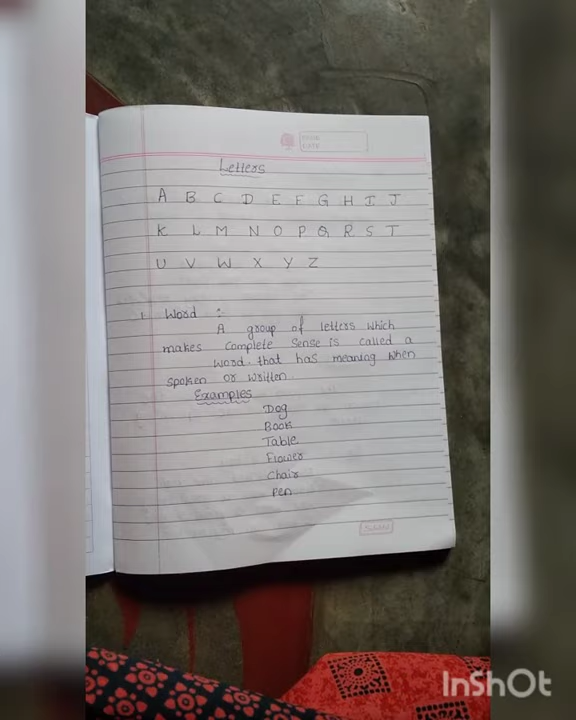 Letters
A B C D E F G H I J
K L M N O P Q R S T
U V W X Y Z
1. Word :
A group of letters which
makes complete sense is called a
word that has meaning when
spoken or written.
Examples
Dog
Book
Table
Flower
Chair
Pen
InShOt